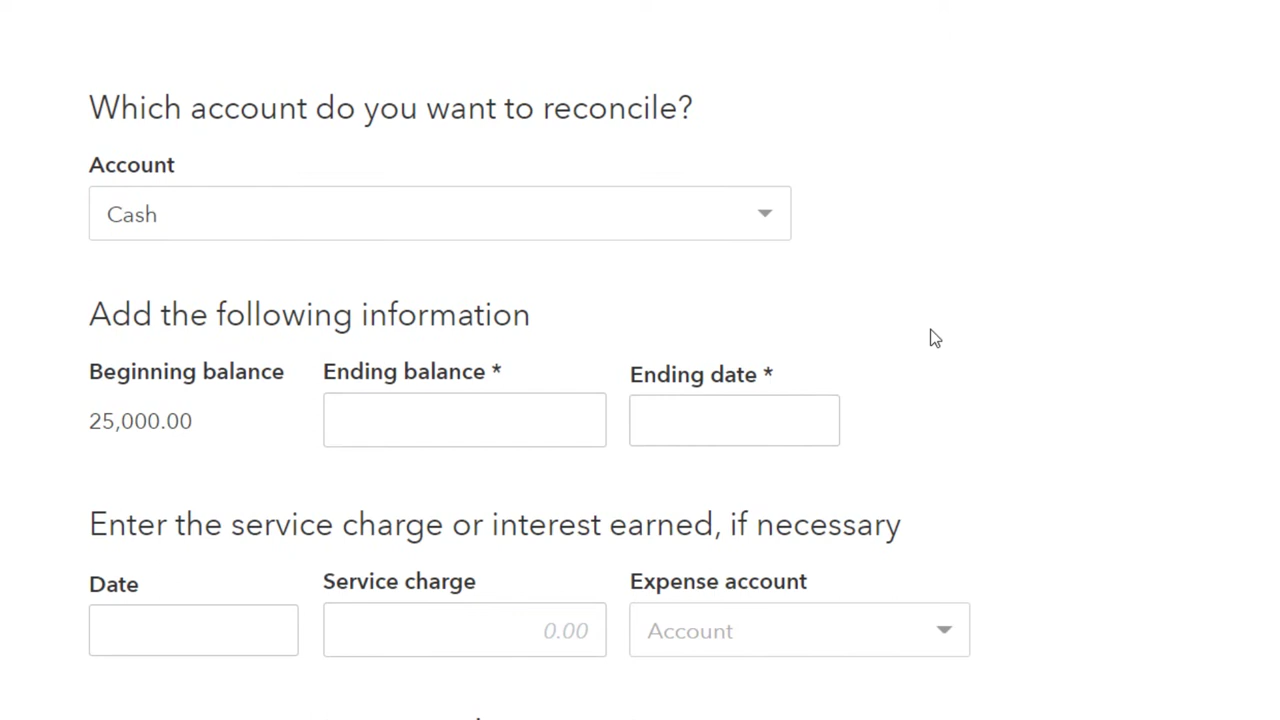 Which account do you want to reconcile?
Account
Cash
Add the following information
Beginning balance Ending balance * Ending date *
25,000.00
Enter the service charge or interest earned, if necessary
Date Service charge Expense account
0.00 Account